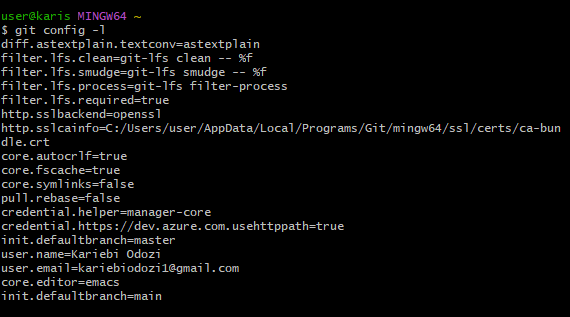 user@karis MINGW64 ~
$ git config -l
diff.astextplain.textconv=astextplain
filter.lfs.clean=git-lfs clean -- %f
filter.lfs.smudge=git-lfs smudge -- %f
filter.lfs.process=git-lfs filter-process
filter.lfs.required=true
http.sslbackend=openssl
http.sslcainfo=C:/Users/user/AppData/Local/Programs/Git/mingw64/ssl/certs/ca-bun
dle.crt
core.autocrlf=true
core.fscache=true
core.symlinks=false
pull.rebase=false
credential.helper=manager-core
credential.https://dev.azure.com.usehttppath=true
init.defaultbranch=master
user.name=Kariebi Odozi
user.email=kariebiodozi1@gmail.com
core.editor=emacs
init.defaultbranch=main